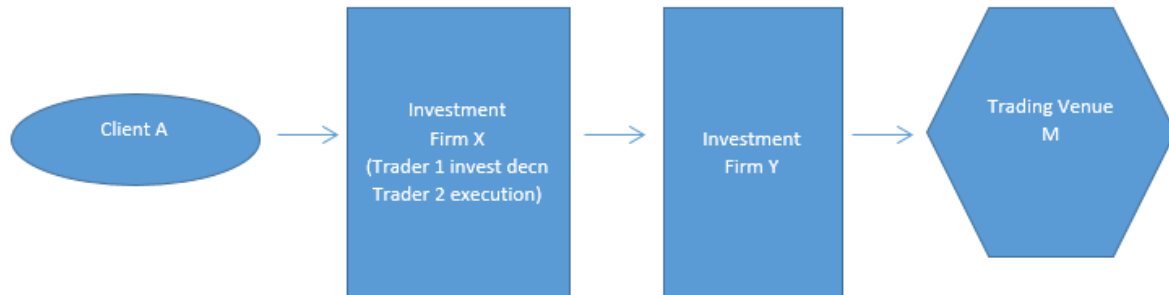 Client A
Investment
Firm X
(Trader 1 invest decn
Trader 2 execution)
Investment
Firm Y
Trading Venue
M